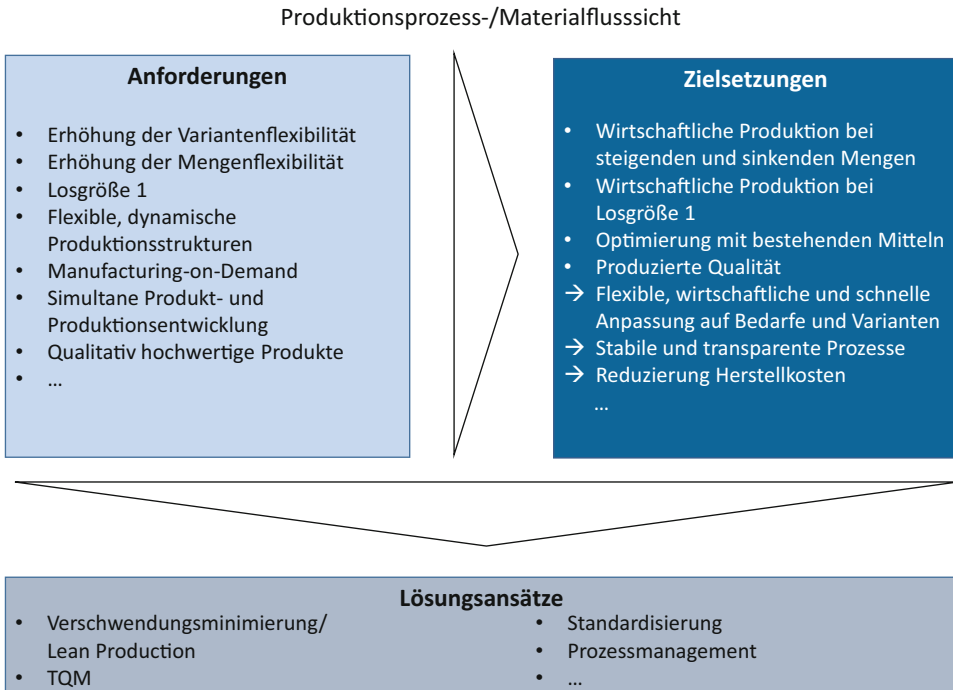 Produktionsprozess-/Materialflusssicht
Anforderungen
• Erhöhung der Variantenflexibilität
• Erhöhung der Mengenflexibilität
• Losgröße 1
• Flexible, dynamische
Produktionsstrukturen
• Manufacturing-on-Demand
• Simultane Produkt- und
Produktionsentwicklung
• Qualitativ hochwertige Produkte
• ...
Zielsetzungen
• Wirtschaftliche Produktion bei
steigenden und sinkenden Mengen
• Wirtschaftliche Produktion bei
Losgröße 1
• Optimierung mit bestehenden Mitteln
• Produzierte Qualität
→ Flexible, wirtschaftliche und schnelle
Anpassung auf Bedarfe und Varianten
→ Stabile und transparente Prozesse
→ Reduzierung Herstellkosten
...
Lösungsansätze
• Verschwendungsminimierung/
Lean Production
• TQM
• Standardisierung
• Prozessmanagement
• ...